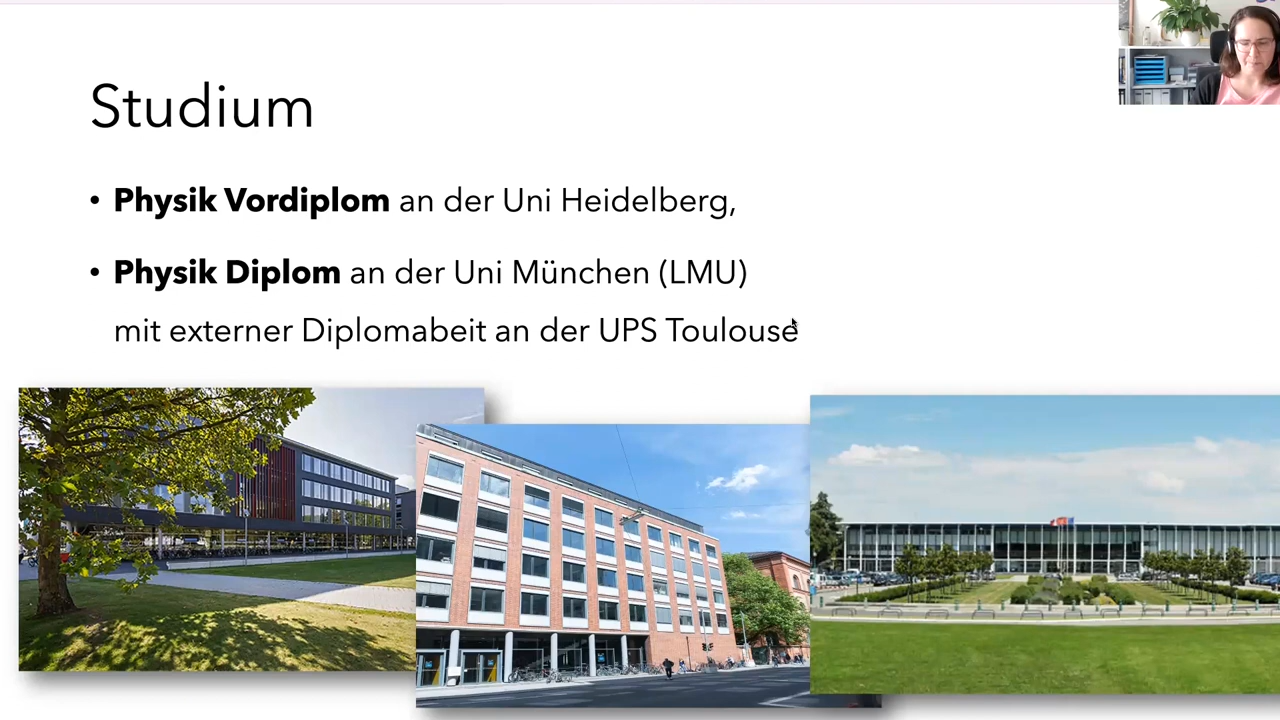 Studium
• Physik Vordiplom an der Uni Heidelberg,
• Physik Diplom an der Uni München (LMU)
mit externer Diplomabeit an der UPS Toulouse